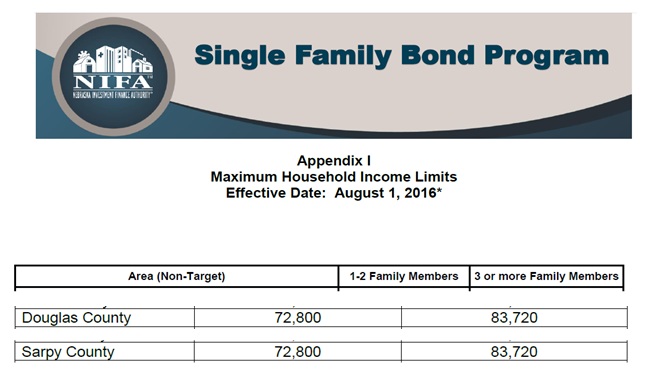 Single Family Bond Program
NIFA
NEBRASKA INVESTMENT FINANCE AUTHORITY
Appendix I
Maximum Household Income Limits
Effective Date: August 1, 2016*
Area (Non-Target) 1-2 Family Members 3 or more Family Members
Douglas County 72,800 83,720
Sarpy County 72,800 83,720